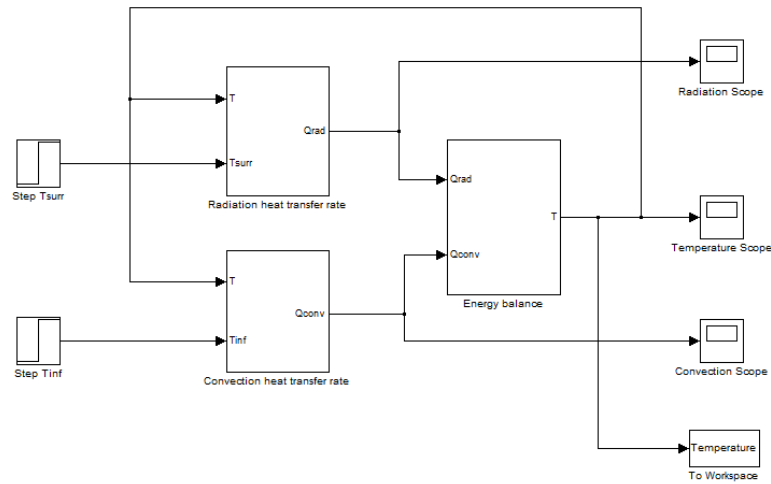 T
Tsurr
Qrad
Radiation heat transfer rate
Step Tsurr
Radiation Scope
Qrad
Qconv
T
Energy balance
Temperature Scope
T
Tinf
Qconv
Convection heat transfer rate
Step Tinf
Convection Scope
Temperature
To Workspace